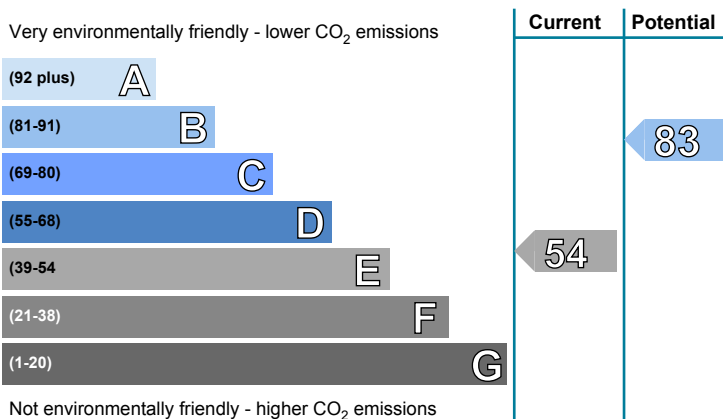 Current Potential
Very environmentally friendly - lower CO2 emissions
(92 plus) A
(81-91) B
83
(69-80) C
(55-68) D
54
(39-54 E
(21-38) F
(1-20) G
Not environmentally friendly - higher CO2 emissions